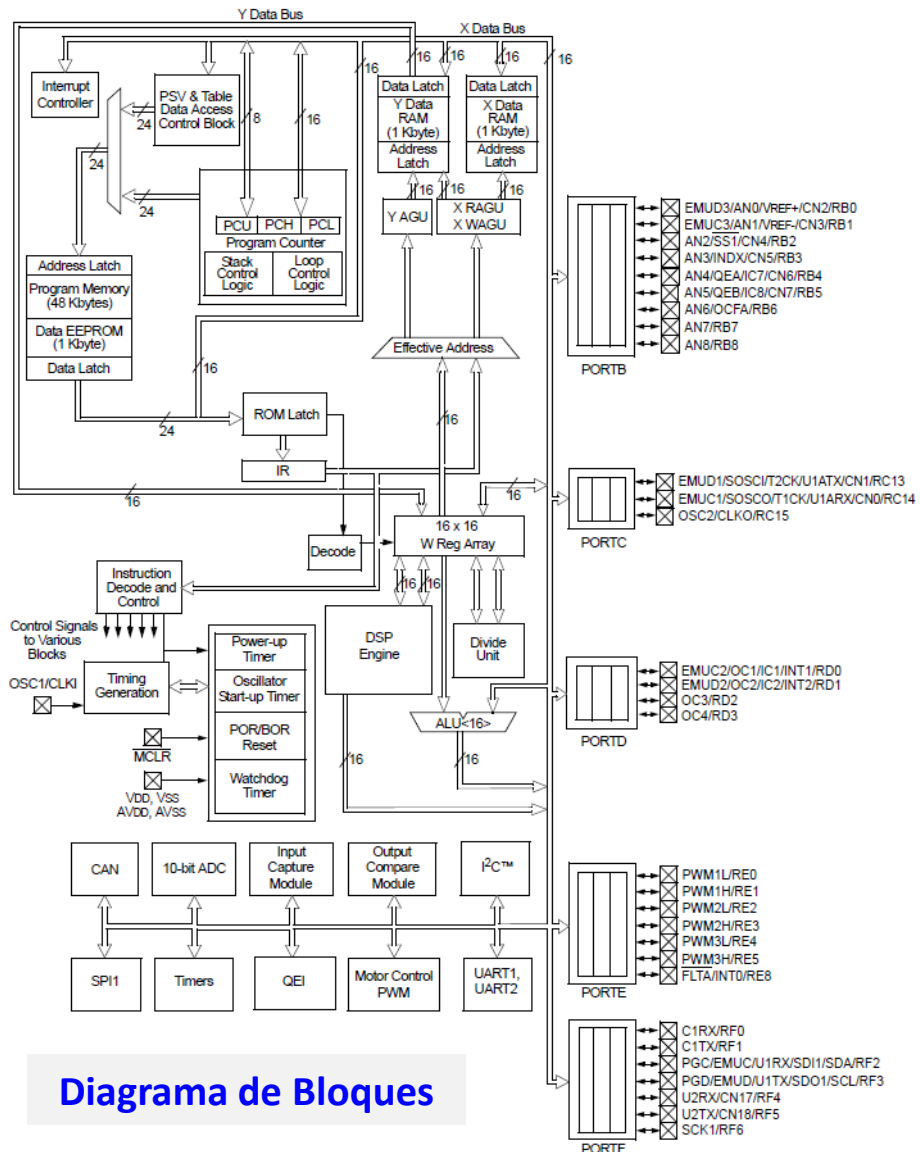 Y Data Bus
X Data Bus
16
16
16
16
16
16
Interrupt
Controller
PSV & Table
Data Access
Control Block
8
16
24
24
24
Data Latch
Y Data
RAM
(1 Kbyte)
Address
Latch
Data Latch
X Data
RAM
(1 Kbyte)
Address
Latch
16
16
16
Y AGU
X RAGU
X WAGU
PCU
PCH
PCL
Program Counter
Stack
Control
Logic
Loop
Control
Logic
Address Latch
Program Memory
(48 Kbytes)
Data EEPROM
(1 Kbyte)
Data Latch
Effective Address
16
16
24
ROM Latch
IR
16
16
16 x 16
W Reg Array
Decode
Instruction
Decode and
Control
Control Signals
to Various
Blocks
OSC1/CLKI
Timing
Generation
Power-up
Timer
Oscillator
Start-up Timer
POR/BOR
Reset
Watchdog
Timer
MCLR
VDD, VSS
AVDD, AVSS
16
16
DSP
Engine
Divide
Unit
ALU<16>
16
16
CAN
10-bit ADC
Input
Capture
Module
Output
Compare
Module
I²C™
SPI1
Timers
QEI
Motor Control
PWM
UART1,
UART2
EMUD3/AN0/VREF+/CN2/RB0
EMUC3/AN1/VREF-/CN3/RB1
AN2/SS1/CN4/RB2
AN3/INDX/CN5/RB3
AN4/QEA/IC7/CN6/RB4
AN5/QEB/IC8/CN7/RB5
AN6/OCFA/RB6
AN7/RB7
AN8/RB8
PORTB
EMUD1/SOSCI/T2CK/U1ATX/CN1/RC13
EMUC1/SOSCO/T1CK/U1ARX/CN0/RC14
OSC2/CLKO/RC15
PORTC
EMUC2/OC1/IC1/INT1/RD0
EMUD2/OC2/IC2/INT2/RD1
OC3/RD2
OC4/RD3
PORTD
PWM1L/RE0
PWM1H/RE1
PWM2L/RE2
PWM2H/RE3
PWM3L/RE4
PWM3H/RE5
FLTA/INT0/RE8
PORTE
C1RX/RF0
C1TX/RF1
PGC/EMUC/U1RX/SDI1/SDA/RF2
PGD/EMUD/U1TX/SDO1/SCL/RF3
U2RX/CN17/RF4
U2TX/CN18/RF5
SCK1/RF6
PORTF
Diagrama de Bloques